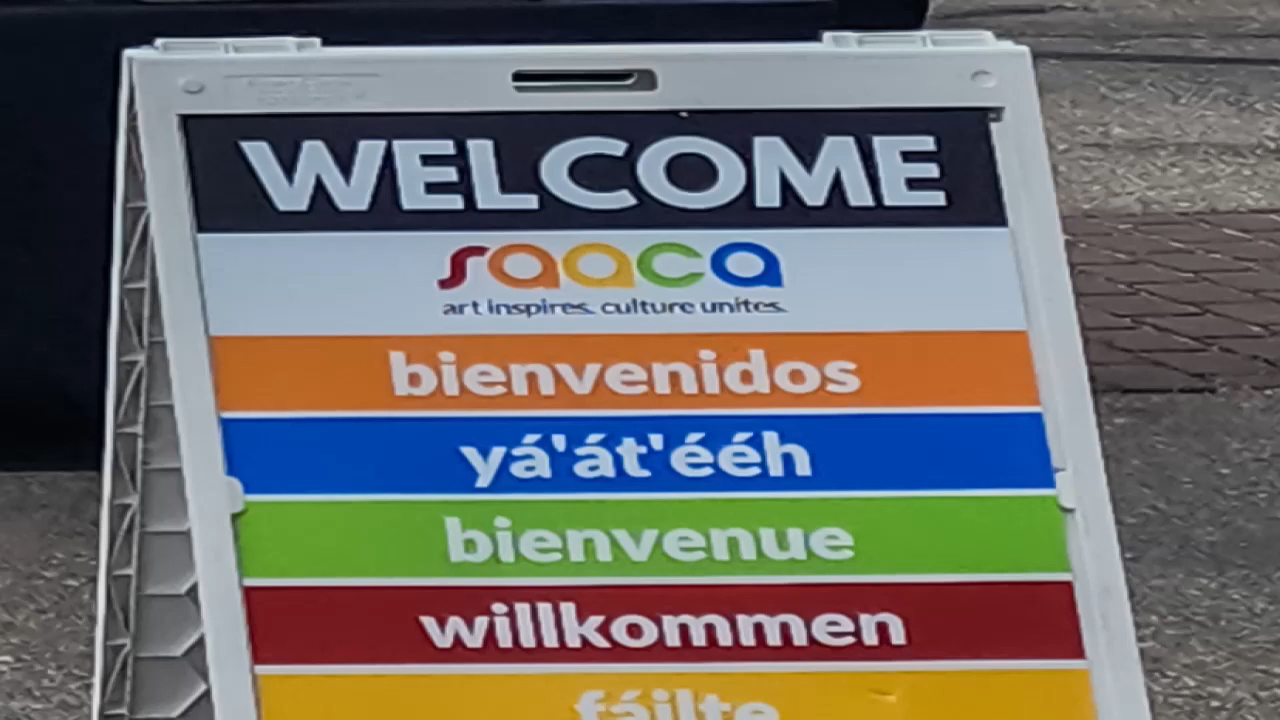 WELCOME
saaca
art inspires. culture unites.
bienvenidos
yá'át'ééh
bienvenue
willkommen
fáilte